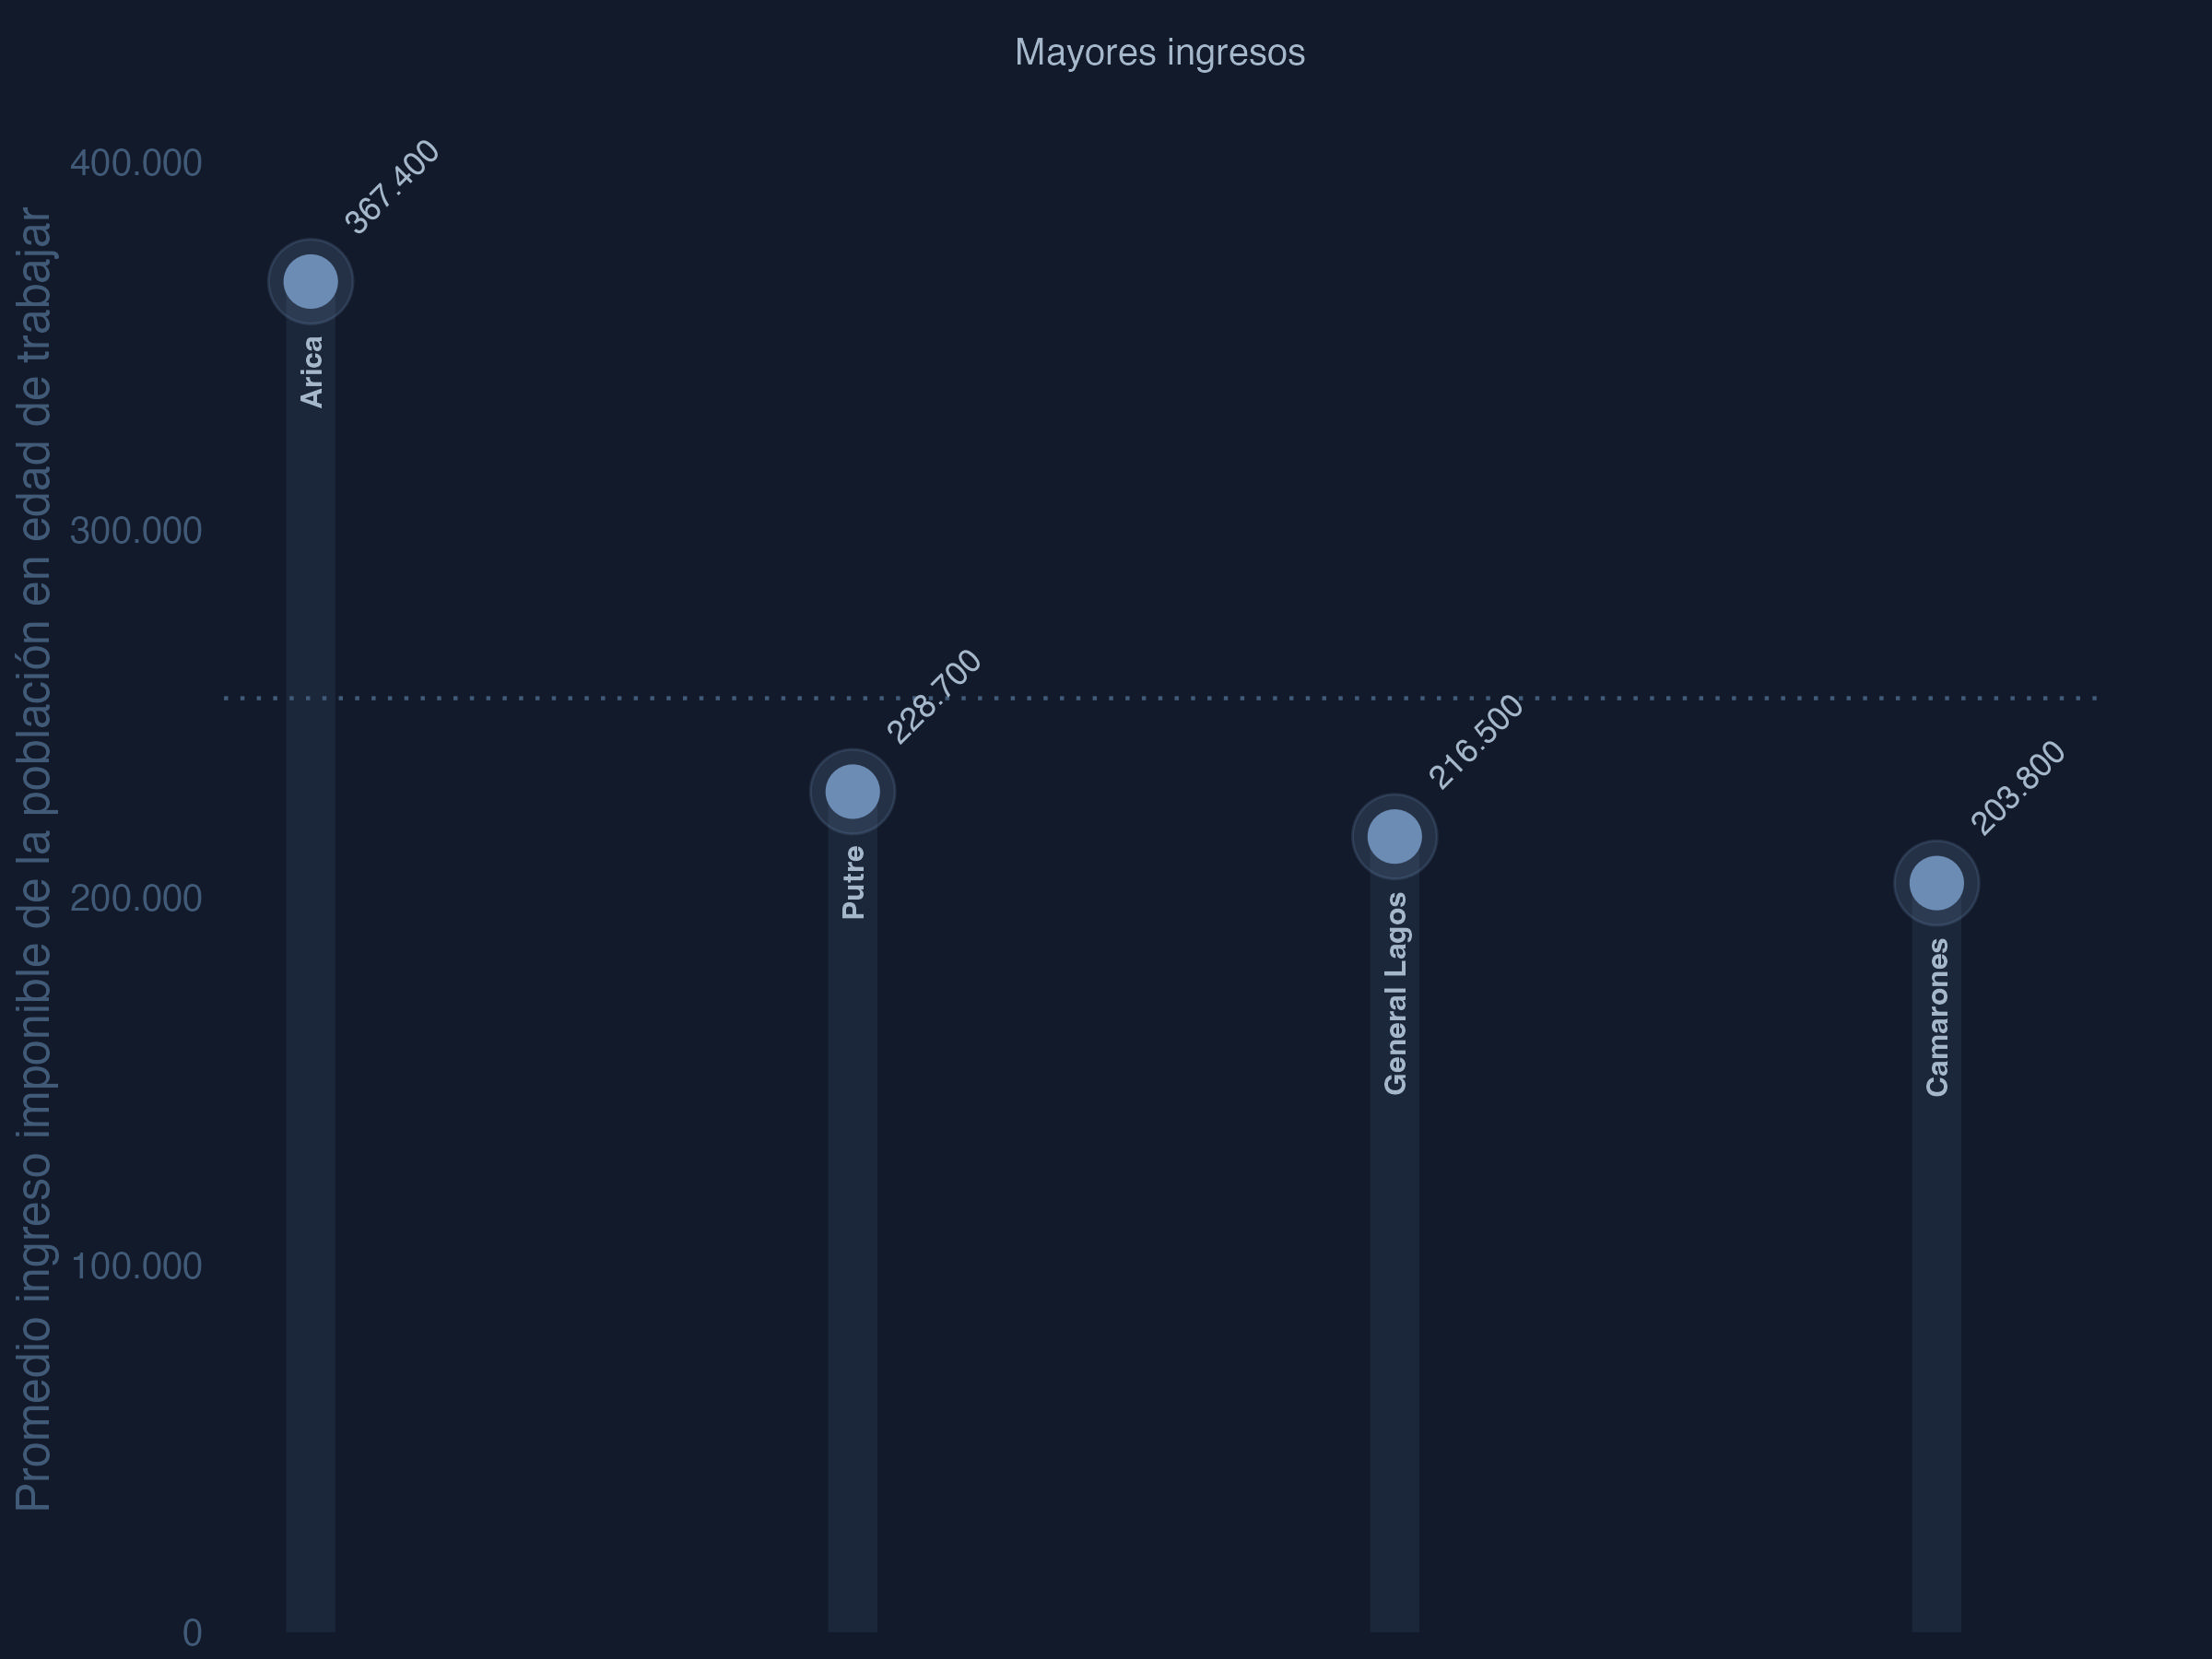 Mayores ingresos
Promedio ingreso imponible de la población en edad de trabajar
400.000
300.000
200.000
100.000
0
367.400
Arica
228.700
Putre
216.500
General Lagos
203.800
Camarones